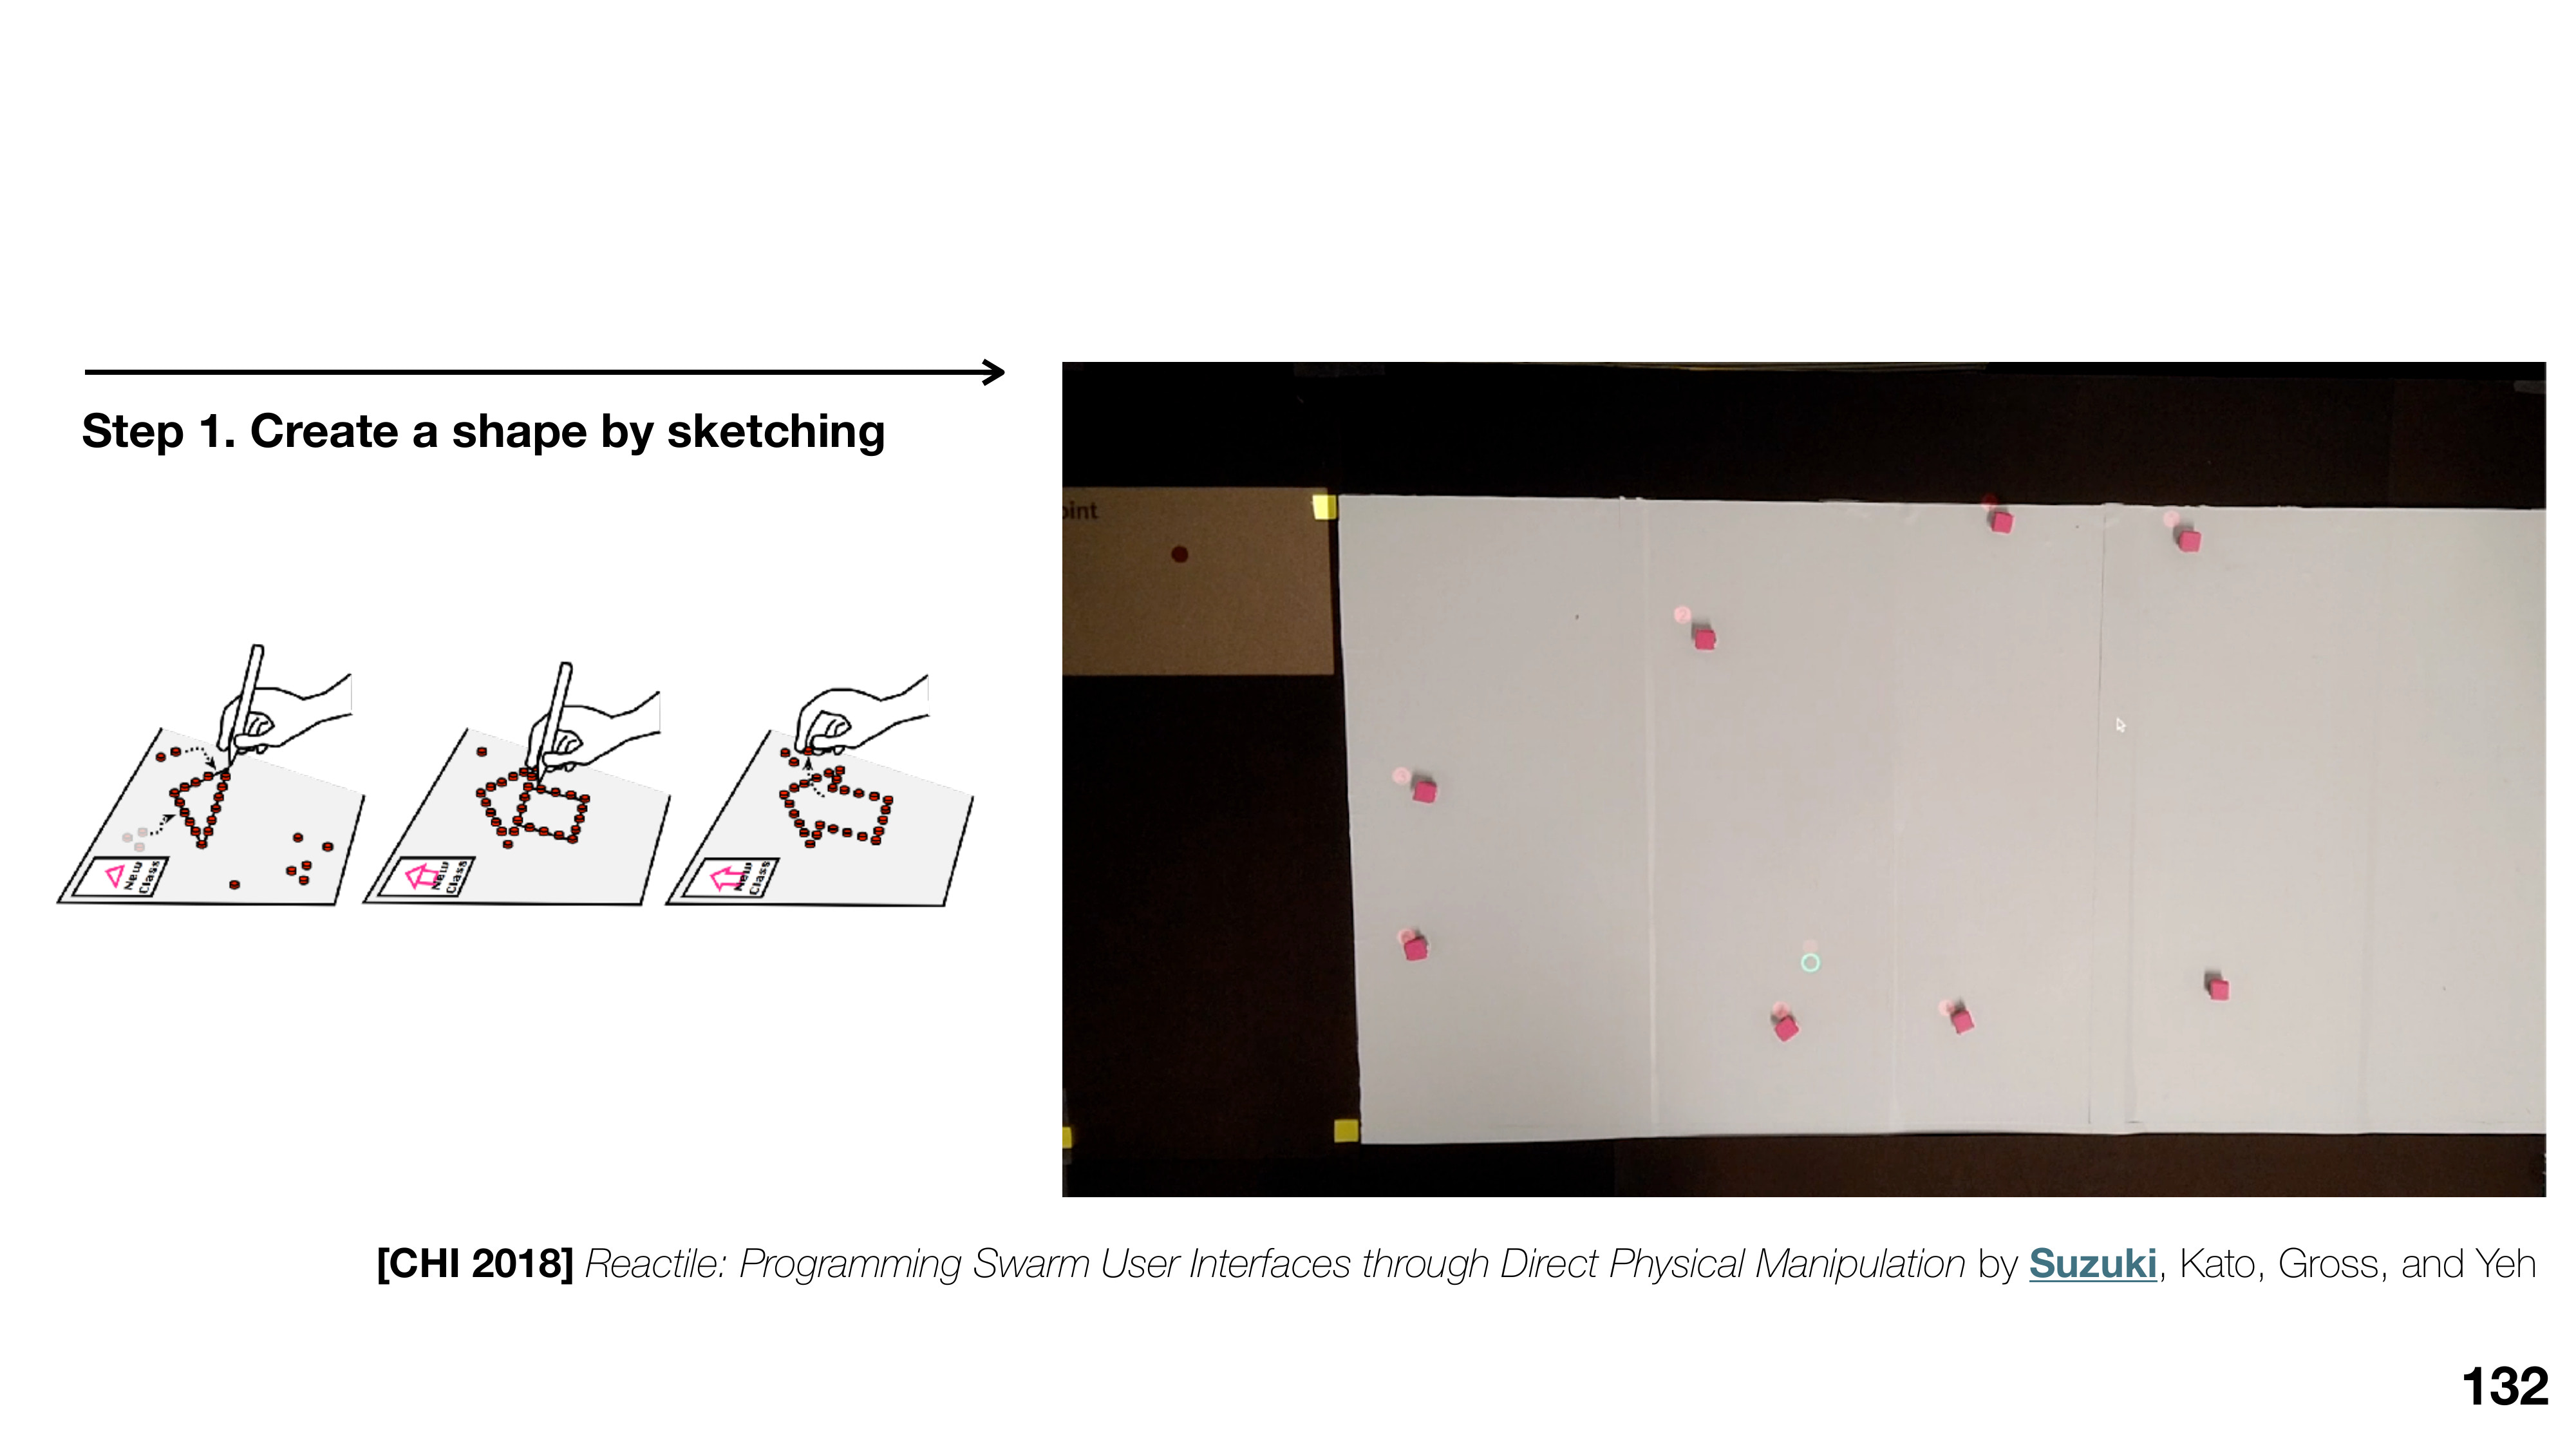 Step 1. Create a shape by sketching
oint
New
Class
New
Class
New
Class
[CHI 2018] Reactile: Programming Swarm User Interfaces through Direct Physical Manipulation by Suzuki, Kato, Gross, and Yeh
132